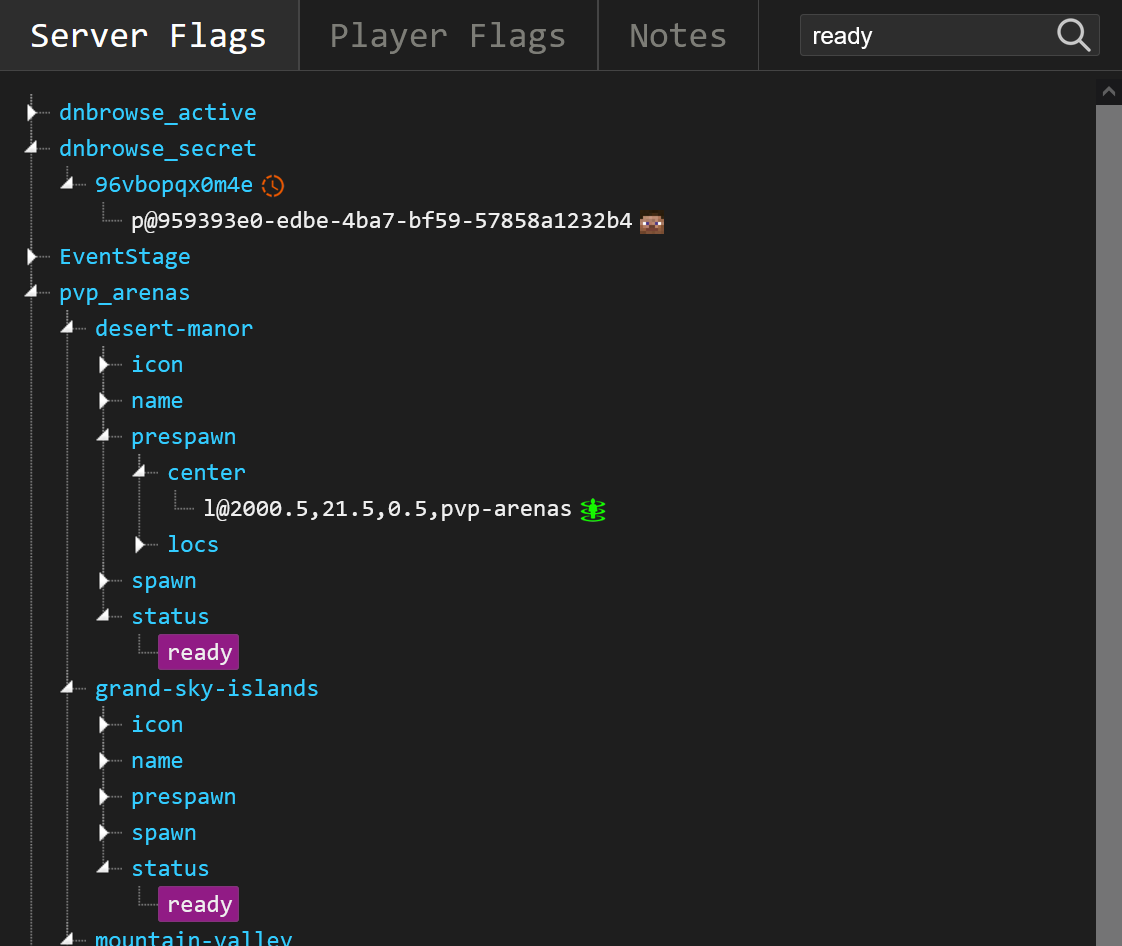 Server Flags Player Flags Notes ready
dnbrowse_active
dnbrowse_secret
96vbopqx0m4e
p@959393e0-edbe-4ba7-bf59-57858a1232b4
EventStage
pvp_arenas
desert-manor
icon
name
prespawn
center
l@2000.5,21.5,0.5,pvp-arenas
locs
spawn
status
ready
grand-sky-islands
icon
name
prespawn
spawn
status
ready
mountain-valley